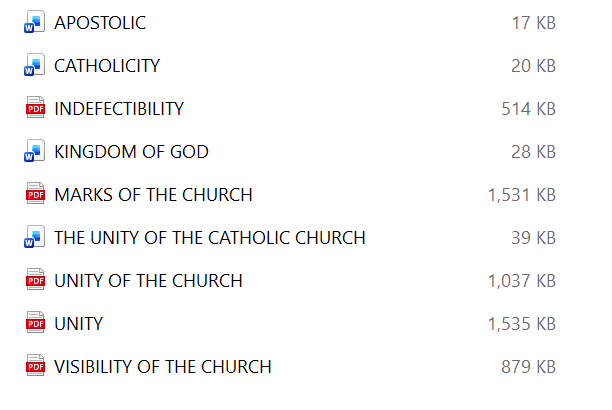 W APOSTOLIC 17 KB
W CATHOLICITY 20 KB
PDF INDEFECTIBILITY 514 KB
W KINGDOM OF GOD 28 KB
PDF MARKS OF THE CHURCH 1,531 KB
W THE UNITY OF THE CATHOLIC CHURCH 39 KB
PDF UNITY OF THE CHURCH 1,037 KB
PDF UNITY 1,535 KB
PDF VISIBILITY OF THE CHURCH 879 KB